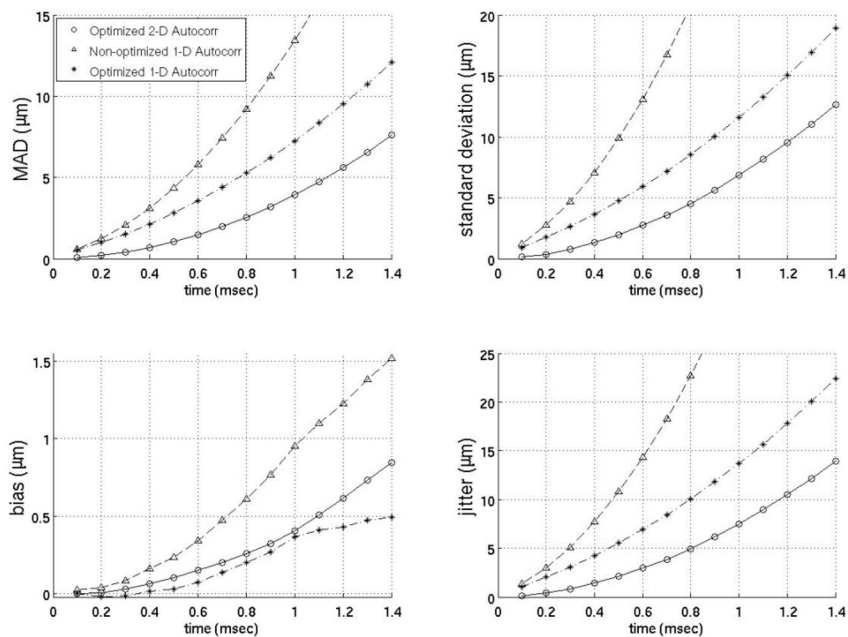 Optimized 2-D Autocorr
Non-optimized 1-D Autocorr
Optimized 1-D Autocorr
MAD (μm)
15
10
5
0
0 0.2 0.4 0.6 0.8 1 1.2 1.4
time (msec)
standard deviation (μm)
20
15
10
5
0
0 0.2 0.4 0.6 0.8 1 1.2 1.4
time (msec)
bias (μm)
1.5
1
0.5
0
0 0.2 0.4 0.6 0.8 1 1.2 1.4
time (msec)
jitter (μm)
25
20
15
10
5
0
0 0.2 0.4 0.6 0.8 1 1.2 1.4
time (msec)